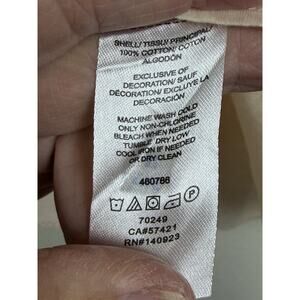 SHELL/TISSU PRINCIPAL/
100% COTTON/COTON/
ALGODÓN
EXCLUSIVE OF
DECORATION/SAUF
DÉCORATION/EXCLUYE LA
DECORACIÓN
MACHINE WASH COLD
ONLY NON-CHLORINE
BLEACH WHEN NEEDED
TUMBLE DRY LOW
COOL IRON IF NEEDED
OR DRY CLEAN
460786
70249
CA#57421
RN#140923